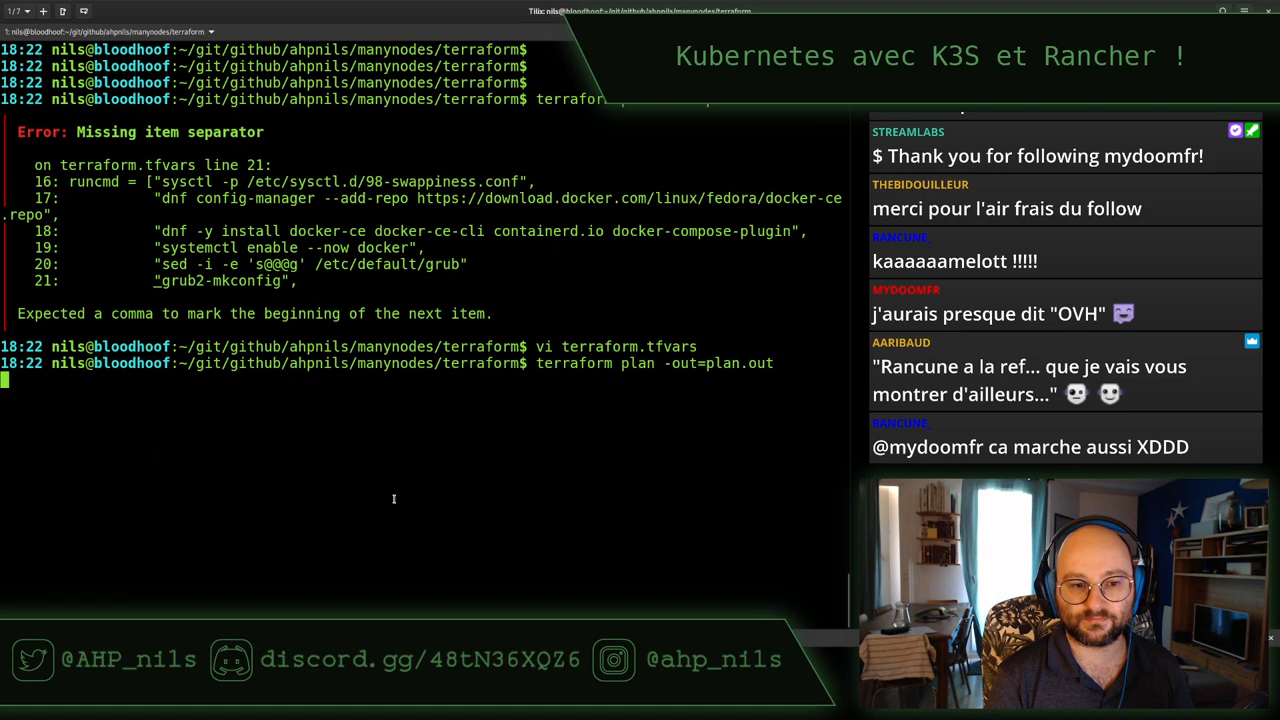 1/7
Tilix: nils@bloodhoof:~/git/github/ahpnils/manynodes/terraform
1: nils@bloodhoof:~/git/github/ahpnils/manynodes/terraform
18:22 nils@bloodhoof:~/git/github/ahpnils/manynodes/terraform$
18:22 nils@bloodhoof:~/git/github/ahpnils/manynodes/terraform$
18:22 nils@bloodhoof:~/git/github/ahpnils/manynodes/terraform$
18:22 nils@bloodhoof:~/git/github/ahpnils/manynodes/terraform$
Error: Missing item separator
on terraform.tfvars line 21:
16: runcmd = ["sysctl -p /etc/sysctl.d/98-swappiness.conf",
17: "dnf config-manager --add-repo https://download.docker.com/linux/fedora/docker-ce
.repo",
18: "dnf -y install docker-ce docker-ce-cli containerd.io docker-compose-plugin",
19: "systemctl enable --now docker",
20: "sed -i -e 's@@@g' /etc/default/grub"
21: "grub2-mkconfig",
Expected a comma to mark the beginning of the next item.
18:22 nils@bloodhoof:~/git/github/ahpnils/manynodes/terraform$ vi terraform.tfvars
18:22 nils@bloodhoof:~/git/github/ahpnils/manynodes/terraform$ terraform plan -out=plan.out
Kubernetes avec K3S et Rancher !
STREAMLABS
$ Thank you for following mydoomfr!
THEBIDOUILLEUR
merci pour l'air frais du follow
RANCUNE_
kaaaaaamelott !!!!!
MYDOOMFR
j'aurais presque dit "OVH"
AARIBAUD
"Rancune a la ref... que je vais vous
montrer d'ailleurs..."
RANCUNE_
@mydoomfr ca marche aussi XDDD
@AHP_nils
discord.gg/48tN36XQZ6
@ahp_nils